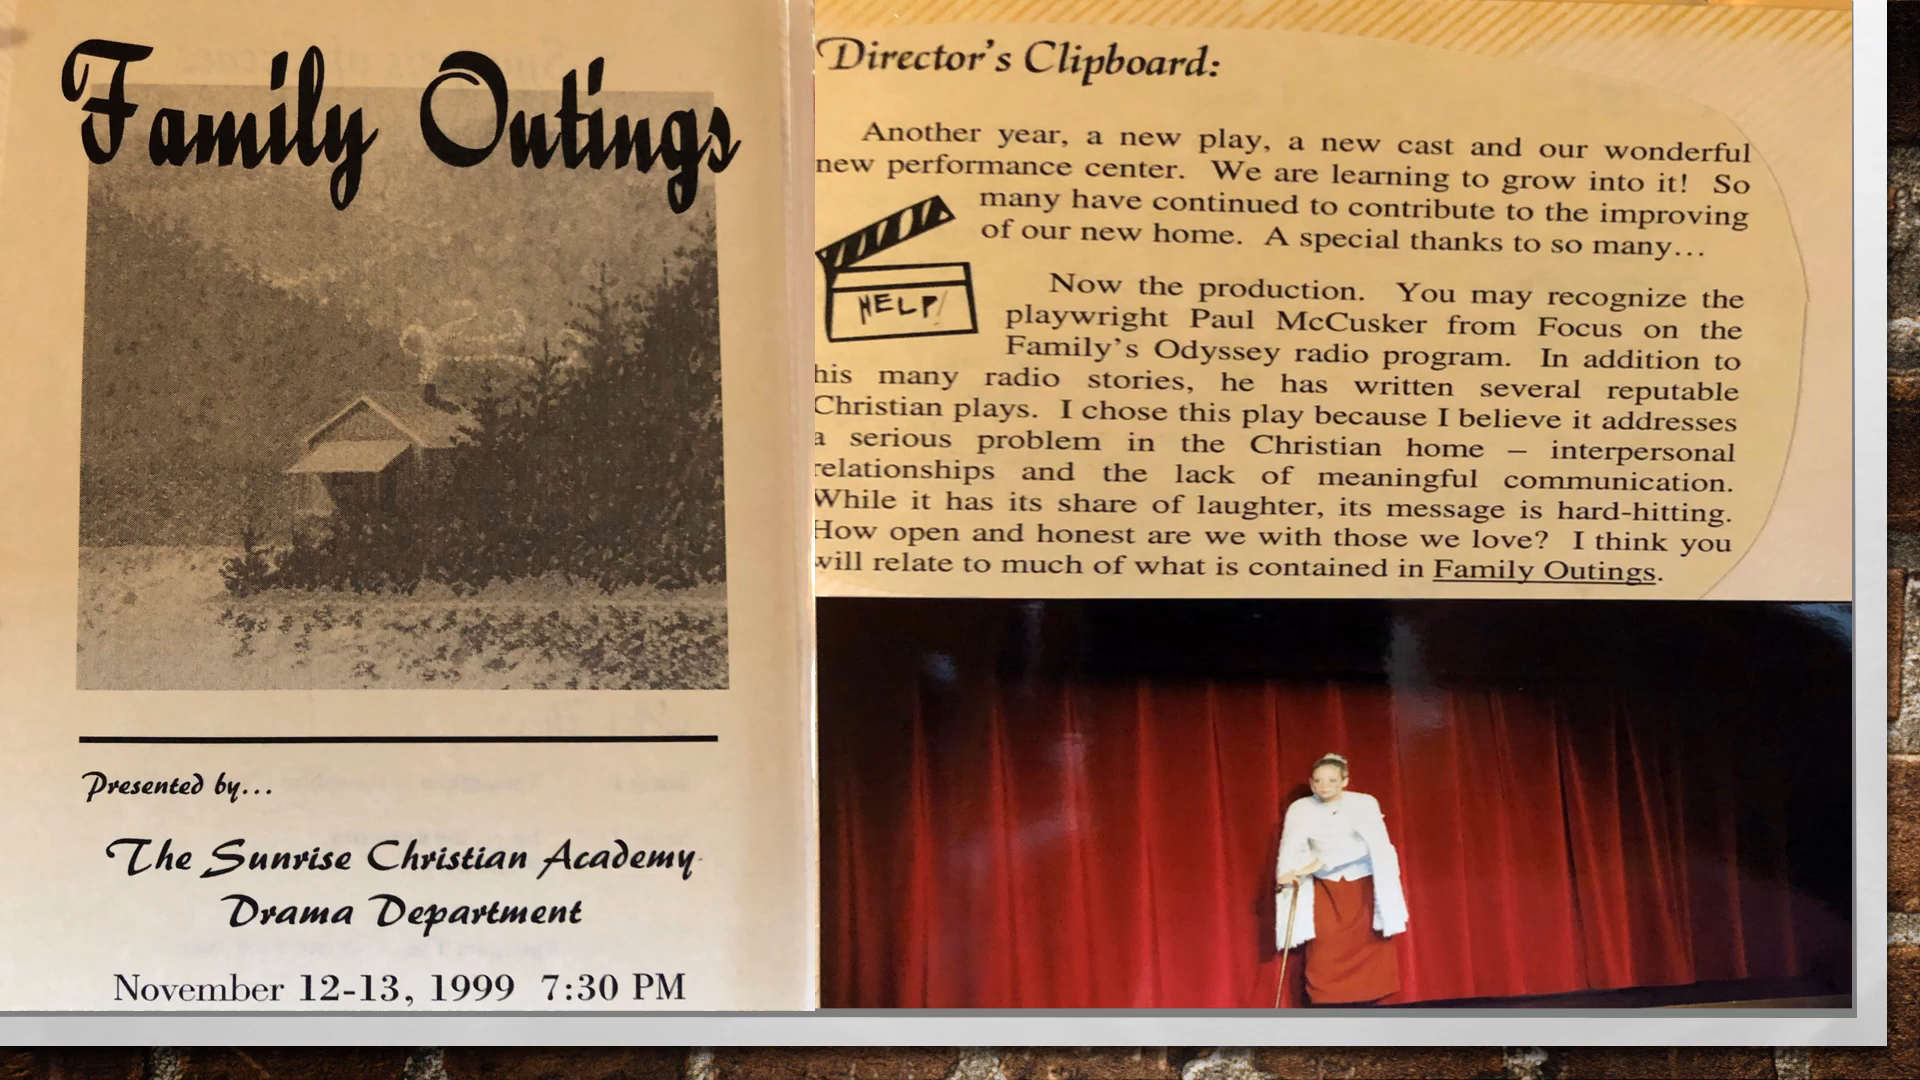 Family Outings
Presented by...
The Sunrise Christian Academy
Drama Department
November 12-13, 1999 7:30 PM
Director's Clipboard:
Another year, a new play, a new cast and our wonderful
new performance center. We are learning to grow into it! So
many have continued to contribute to the improving
of our new home. A special thanks to so many...
HELP!
Now the production. You may recognize the
playwright Paul McCusker from Focus on the
Family's Odyssey radio program. In addition to
his many radio stories, he has written several reputable
Christian plays. I chose this play because I believe it addresses
a serious problem in the Christian home – interpersonal
relationships and the lack of meaningful communication.
While it has its share of laughter, its message is hard-hitting.
How open and honest are we with those we love? I think you
will relate to much of what is contained in Family Outings.